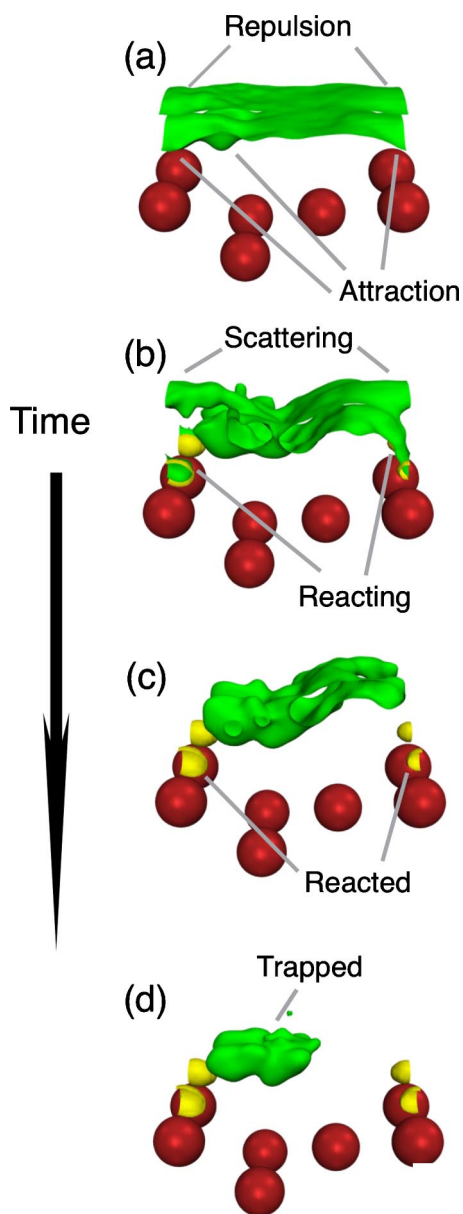 Repulsion
(a)
Attraction
(b)
Scattering
Time
Reacting
(c)
Reacted
Trapped
(d)